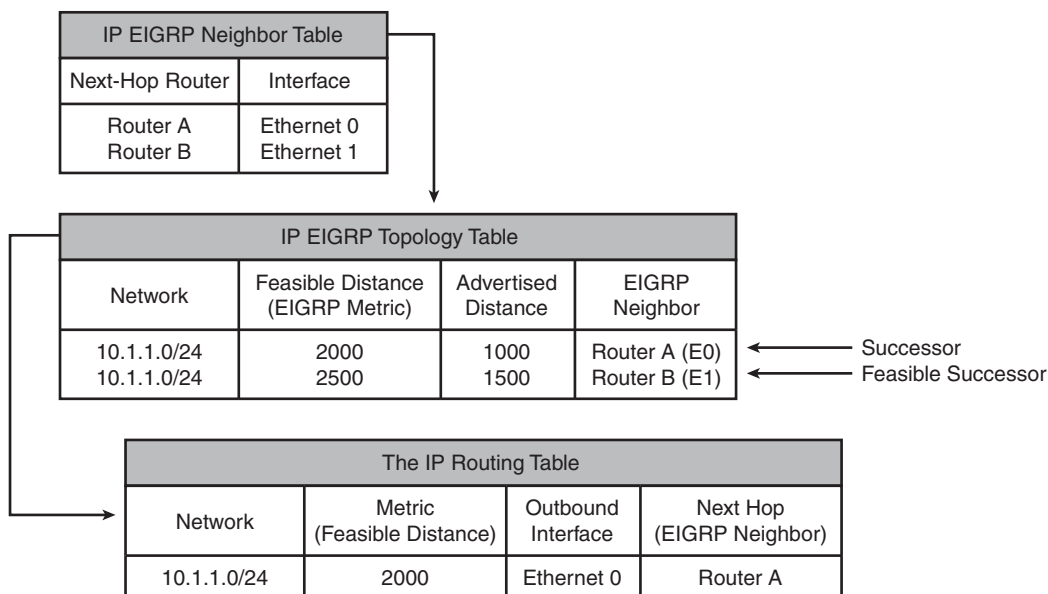 IP EIGRP Neighbor Table
Next-Hop Router Interface
Router A Ethernet 0
Router B Ethernet 1
IP EIGRP Topology Table
Network Feasible Distance (EIGRP Metric) Advertised Distance EIGRP Neighbor
10.1.1.0/24 2000 1000 Router A (E0) Successor
10.1.1.0/24 2500 1500 Router B (E1) Feasible Successor
The IP Routing Table
Network Metric (Feasible Distance) Outbound Interface Next Hop (EIGRP Neighbor)
10.1.1.0/24 2000 Ethernet 0 Router A